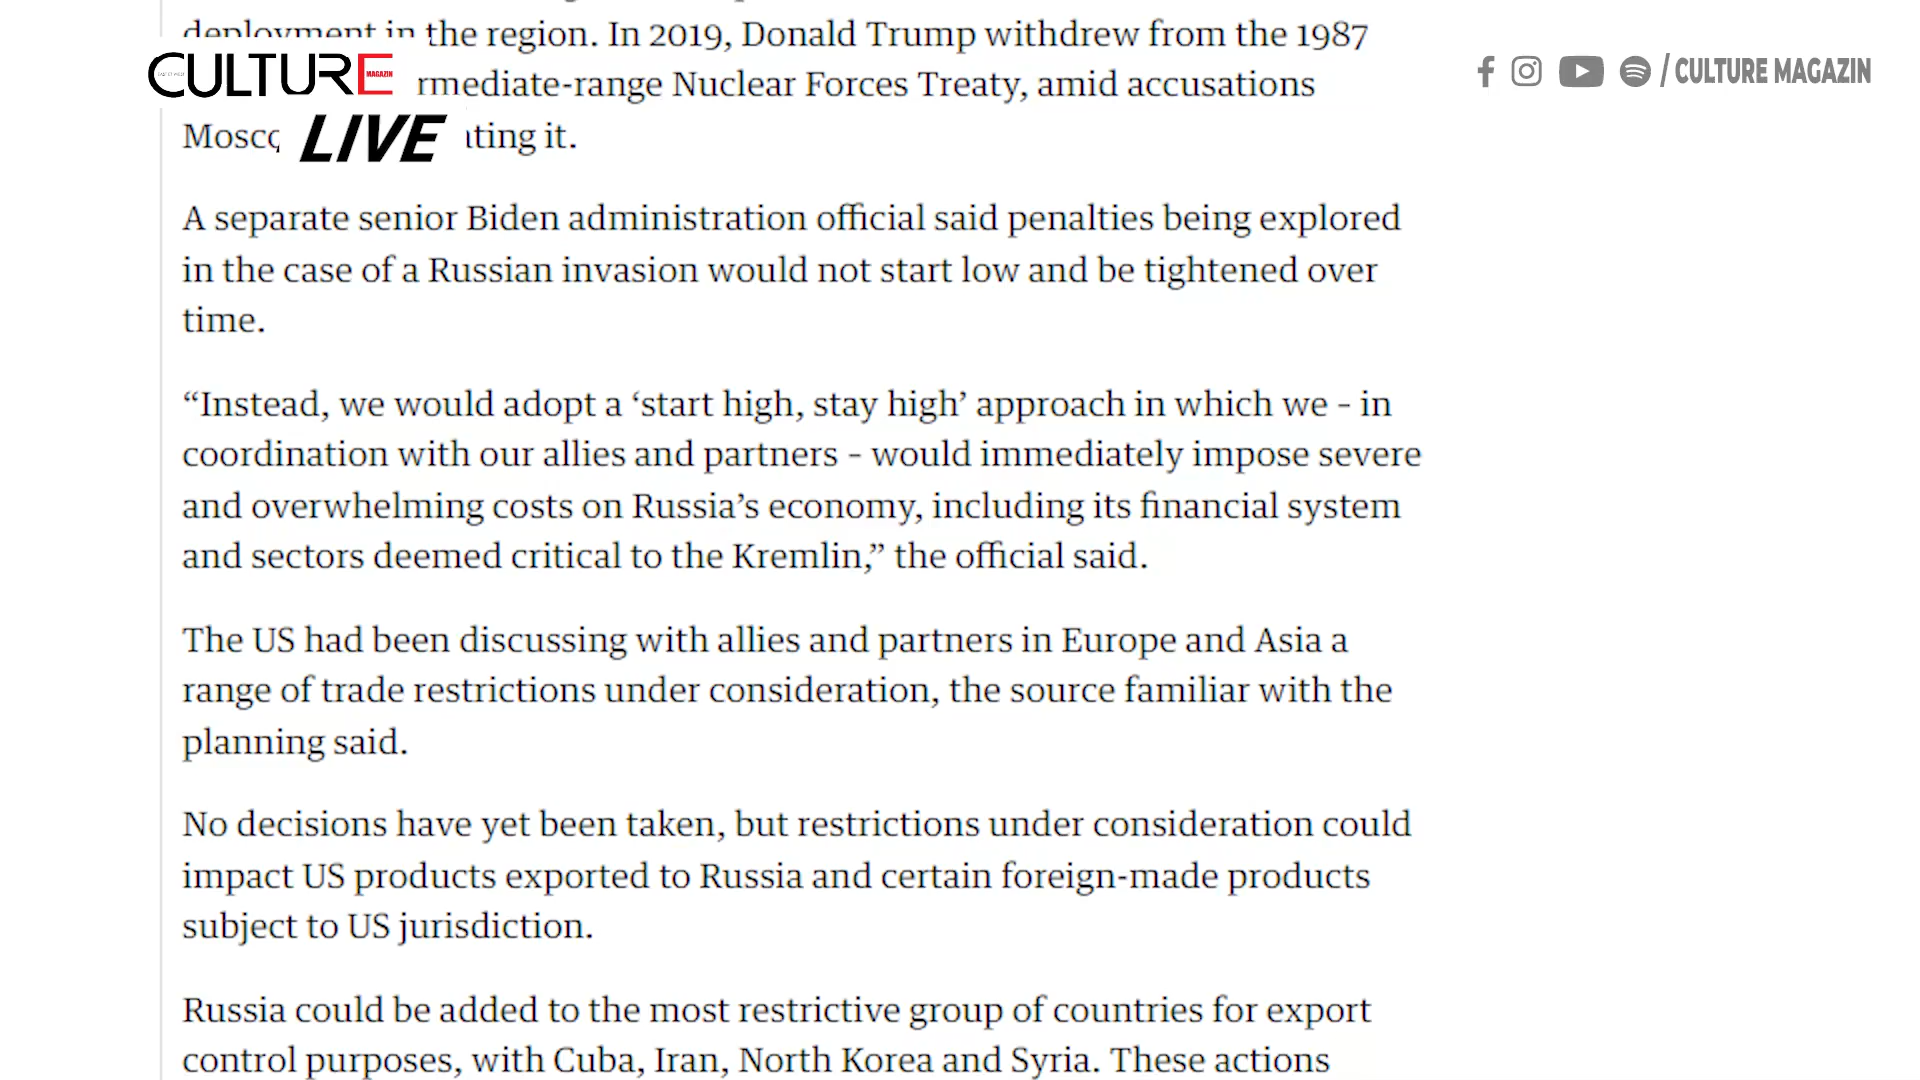 deployment in the region. In 2019, Donald Trump withdrew from the 1987
CULTURE
MAGAZIN
rmediate-range Nuclear Forces Treaty, amid accusations
/ CULTURE MAGAZIN
LIVE
ting it.
A separate senior Biden administration official said penalties being explored
in the case of a Russian invasion would not start low and be tightened over
time.
“Instead, we would adopt a ‘start high, stay high’ approach in which we – in
coordination with our allies and partners – would immediately impose severe
and overwhelming costs on Russia’s economy, including its financial system
and sectors deemed critical to the Kremlin,” the official said.
The US had been discussing with allies and partners in Europe and Asia a
range of trade restrictions under consideration, the source familiar with the
planning said.
No decisions have yet been taken, but restrictions under consideration could
impact US products exported to Russia and certain foreign-made products
subject to US jurisdiction.
Russia could be added to the most restrictive group of countries for export
control purposes, with Cuba, Iran, North Korea and Syria. These actions